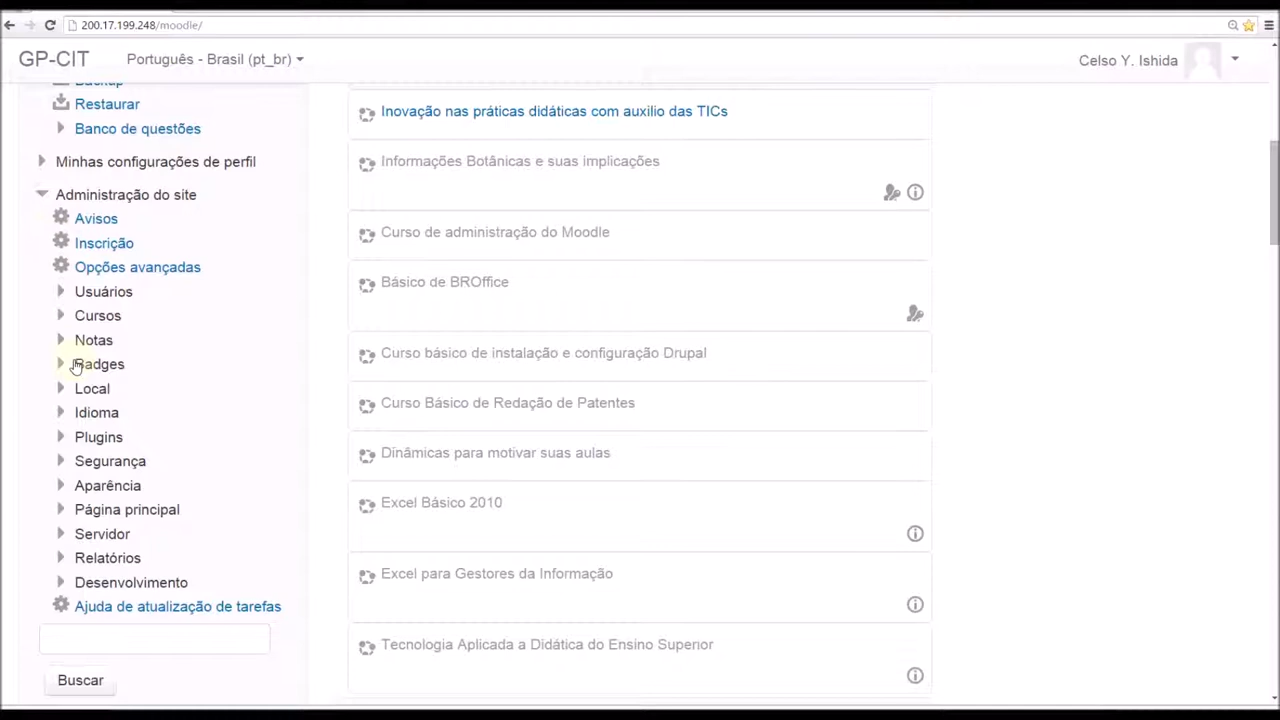 200.17.199.248/moodle/
GP-CIT
Português - Brasil (pt_br)
Celso Y. Ishida
Backup
Restaurar
Banco de questões
Minhas configurações de perfil
Administração do site
Avisos
Inscrição
Opções avançadas
Usuários
Cursos
Notas
Badges
Local
Idioma
Plugins
Segurança
Aparência
Página principal
Servidor
Relatórios
Desenvolvimento
Ajuda de atualização de tarefas
Buscar
Inovação nas práticas didáticas com auxilio das TICs
Informações Botânicas e suas implicações
Curso de administração do Moodle
Básico de BROffice
Curso básico de instalação e configuração Drupal
Curso Básico de Redação de Patentes
Dinâmicas para motivar suas aulas
Excel Básico 2010
Excel para Gestores da Informação
Tecnologia Aplicada a Didática do Ensino Superior